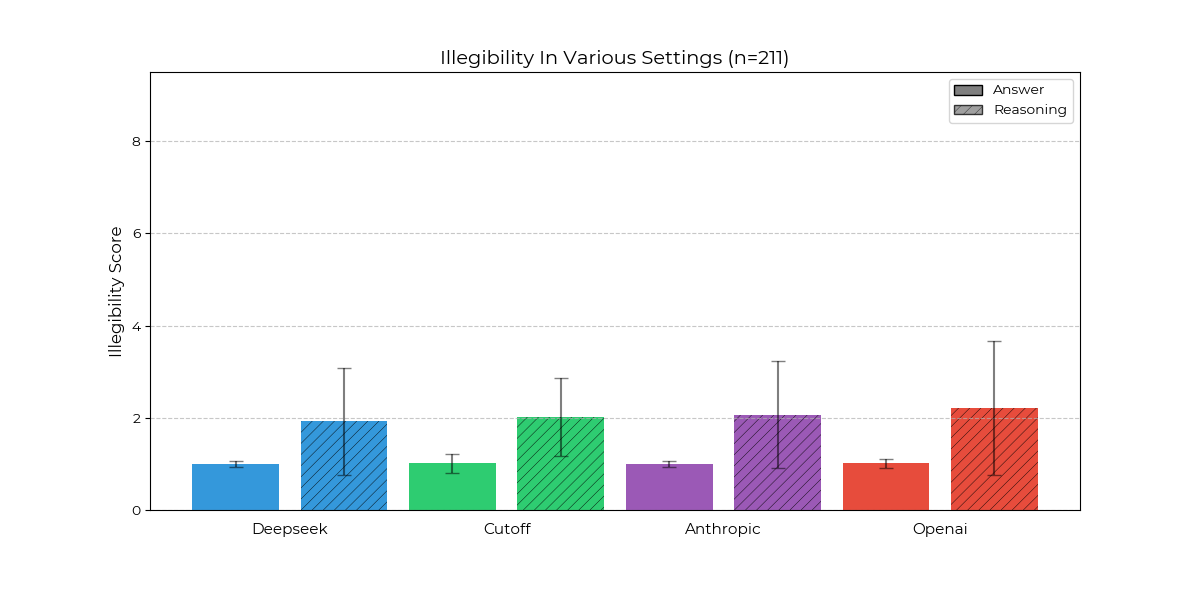 Illegibility In Various Settings (n=211)
Answer
Reasoning
Illegibility Score
8
6
4
2
0
Deepseek
Cutoff
Anthropic
Openai